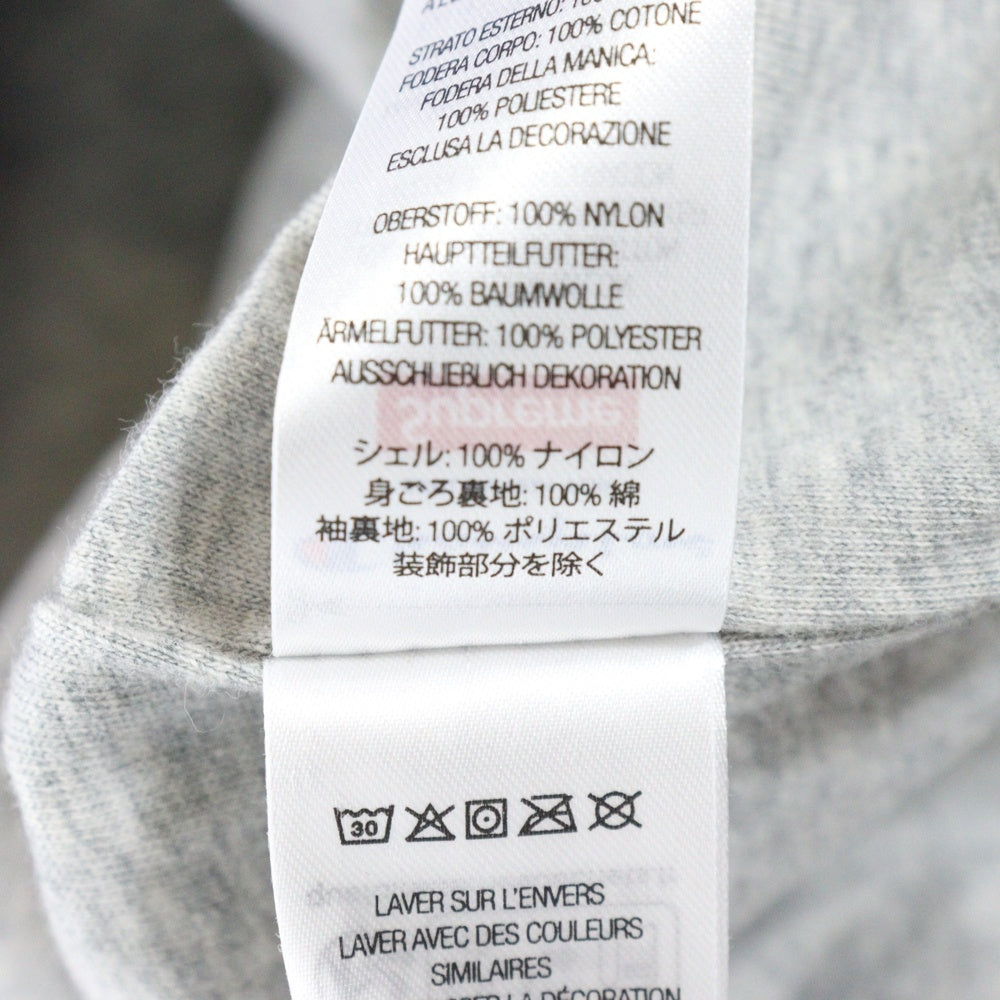 STRATO ESTERNO:
FODERA CORPO: 100% COTONE
FODERA DELLA MANICA:
100% POLIESTERE
ESCLUSA LA DECORAZIONE
OBERSTOFF: 100% NYLON
HAUPTTEILFUTTER:
100% BAUMWOLLE
ÄRMELFUTTER: 100% POLYESTER
AUSSCHLIEBLICH DEKORATION
Supreme
シェル: 100% ナイロン
身ごろ裏地: 100% 綿
袖裏地: 100% ポリエステル
装飾部分を除く
30
LAVER SUR L'ENVERS
LAVER AVEC DES COULEURS
SIMILAIRES
LA DÉCORATION